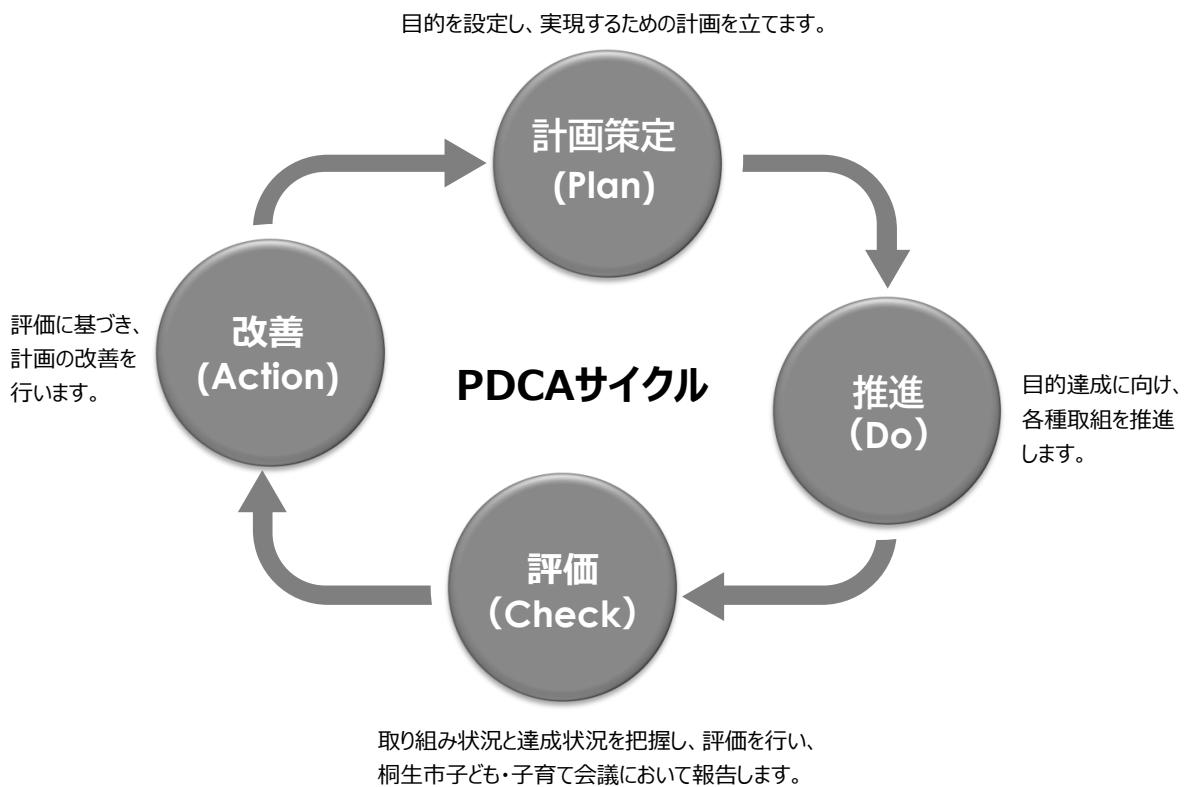 目的を設定し、実現するための計画を立てます。
計画策定
(Plan)
評価に基づき、
計画の改善を
行います。
改善
(Action)
PDCAサイクル
推進
（Do）
目的達成に向け、
各種取組を推進
します。
評価
（Check）
取り組み状況と達成状況を把握し、評価を行い、
桐生市子ども・子育て会議において報告します。